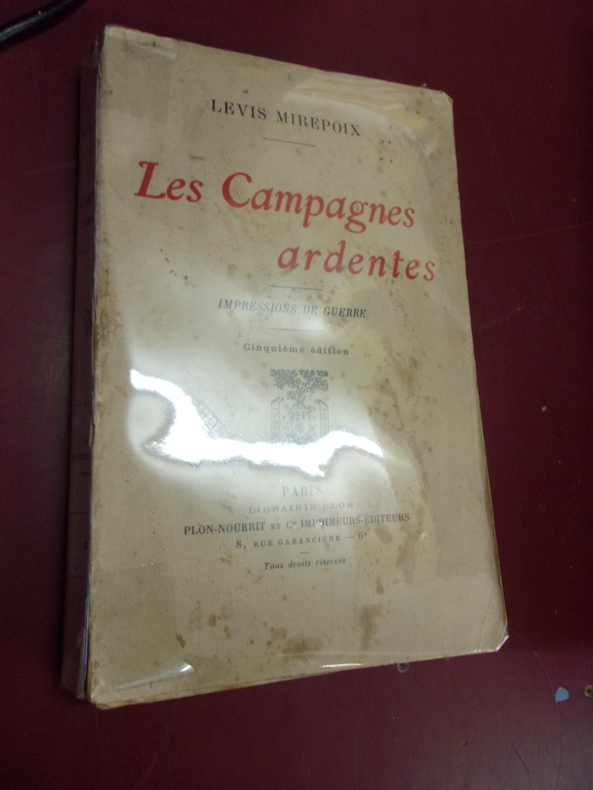 LEVIS MIREPOIX
Les Campagnes
ardentes
IMPRESSIONS DE GUERRE
Cinquième édition
PARIS
LIBRAIRIE PLON
PLON-NOURRIT ET Cie IMPRIMEURS-ÉDITEURS
8, RUE GARANCIÈRE — 6e
Tous droits réservés